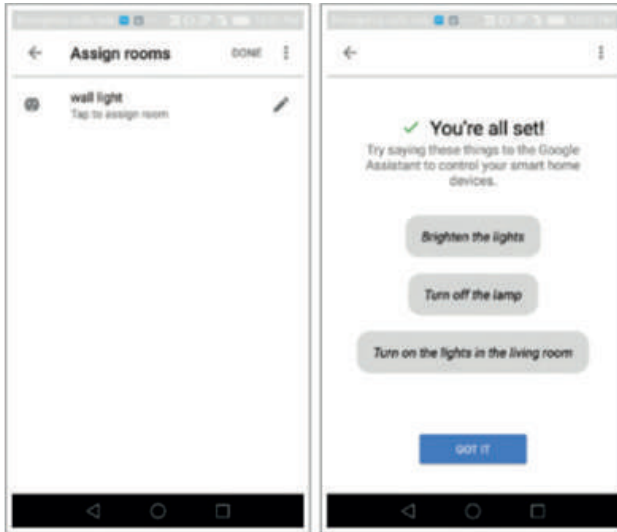 Assign rooms
DONE
wall light
Tap to assign room
You're all set!
Try saying these things to the Google
Assistant to control your smart home
devices.
Brighten the lights
Turn off the lamp
Turn on the lights in the living room
GOT IT